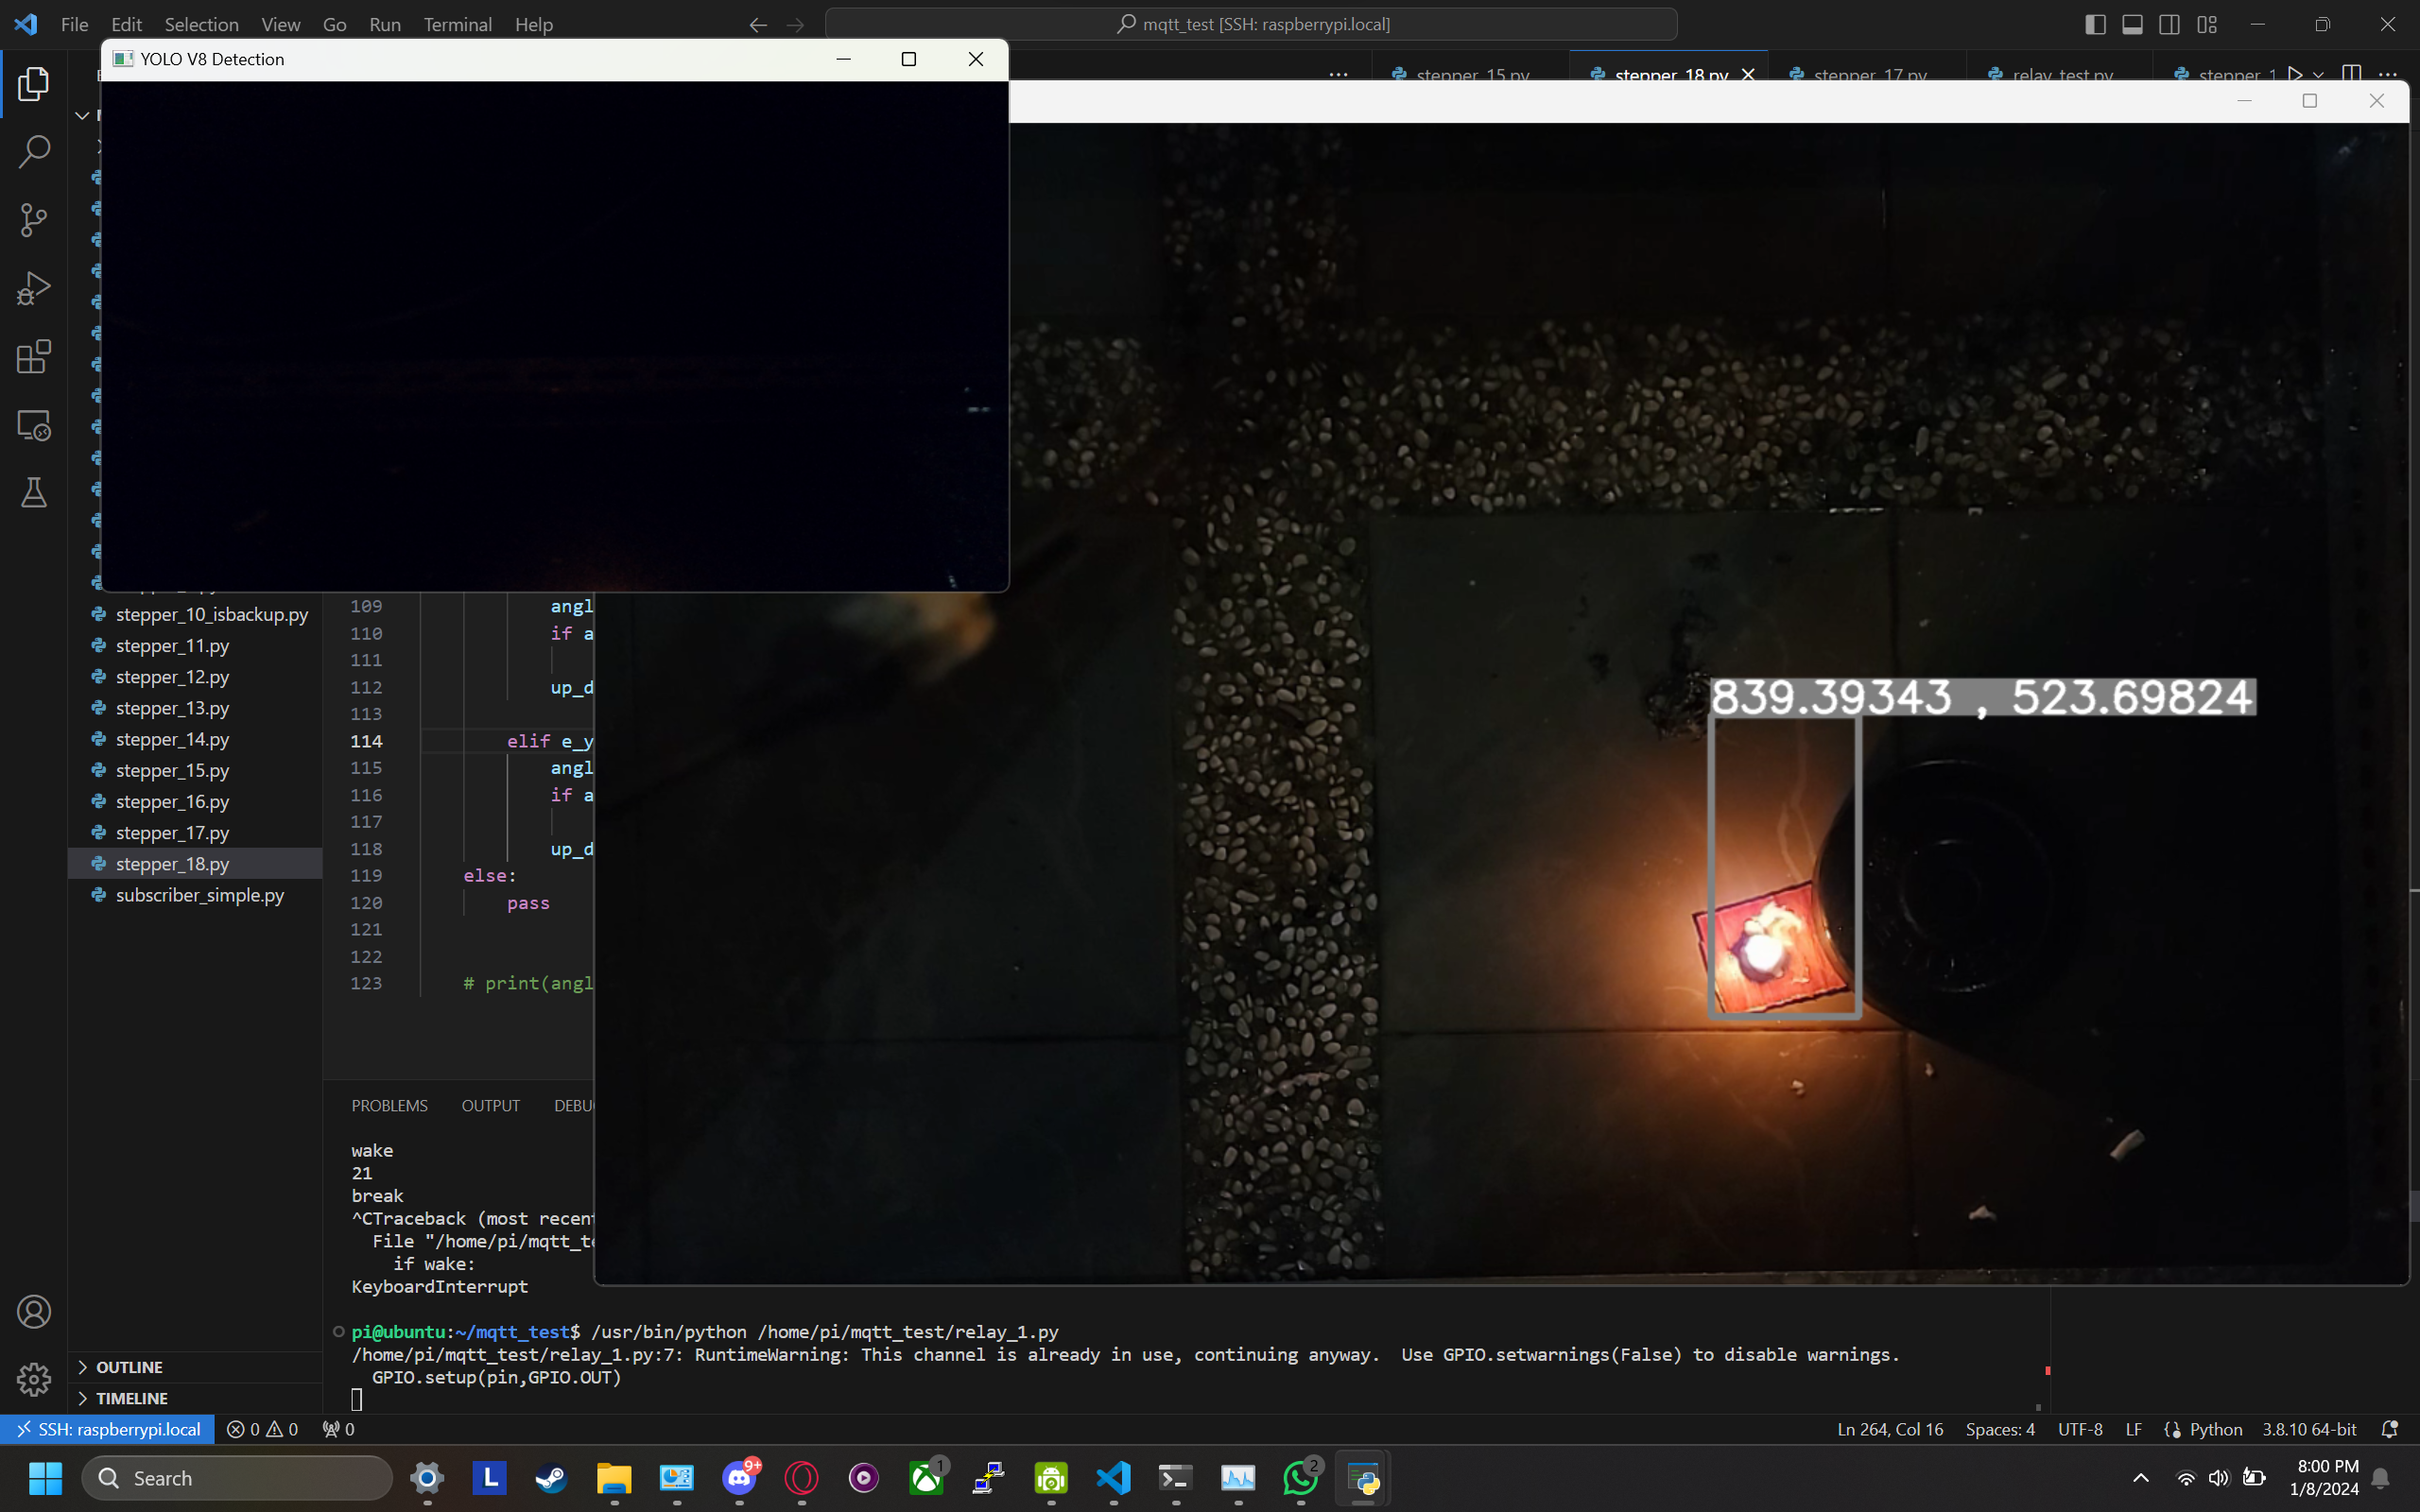 File Edit Selection View Go Run Terminal Help
mqtt_test [SSH: raspberrypi.local]
YOLO V8 Detection
stepper_15.py
stepper_18.py
stepper_17.py
relay_test.py
stepper_1
839.39343 , 523.69824
stepper_10_isbackup.py
stepper_11.py
stepper_12.py
stepper_13.py
stepper_14.py
stepper_15.py
stepper_16.py
stepper_17.py
stepper_18.py
subscriber_simple.py
OUTLINE
TIMELINE
109 angl
110 if a
111
112 up_d
113
114 elif e_y
115 angl
116 if a
117
118 up_d
119 else:
120 pass
121
122
123 # print(angl
PROBLEMS OUTPUT DEBU
wake
21
break
^CTraceback (most recent
File "/home/pi/mqtt_te
if wake:
KeyboardInterrupt
pi@ubuntu:~/mqtt_test$ /usr/bin/python /home/pi/mqtt_test/relay_1.py
/home/pi/mqtt_test/relay_1.py:7: RuntimeWarning: This channel is already in use, continuing anyway. Use GPIO.setwarnings(False) to disable warnings.
GPIO.setup(pin,GPIO.OUT)
SSH: raspberrypi.local 0 0 0
Ln 264, Col 16 Spaces: 4 UTF-8 LF Python 3.8.10 64-bit
Search
L
9+
1
2
8:00 PM
1/8/2024